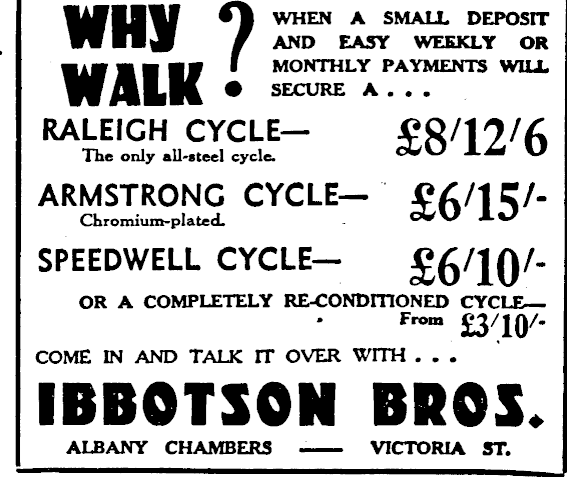 WHY
WALK?
WHEN A SMALL DEPOSIT
AND EASY WEEKLY OR
MONTHLY PAYMENTS WILL
SECURE A . . .
RALEIGH CYCLE— £8/12/6
The only all-steel cycle.
ARMSTRONG CYCLE— £6/15/-
Chromium-plated.
SPEEDWELL CYCLE— £6/10/-
OR A COMPLETELY RE-CONDITIONED CYCLE—
From £3/10/-
COME IN AND TALK IT OVER WITH . . .
IBBOTSON BROS.
ALBANY CHAMBERS — VICTORIA ST.